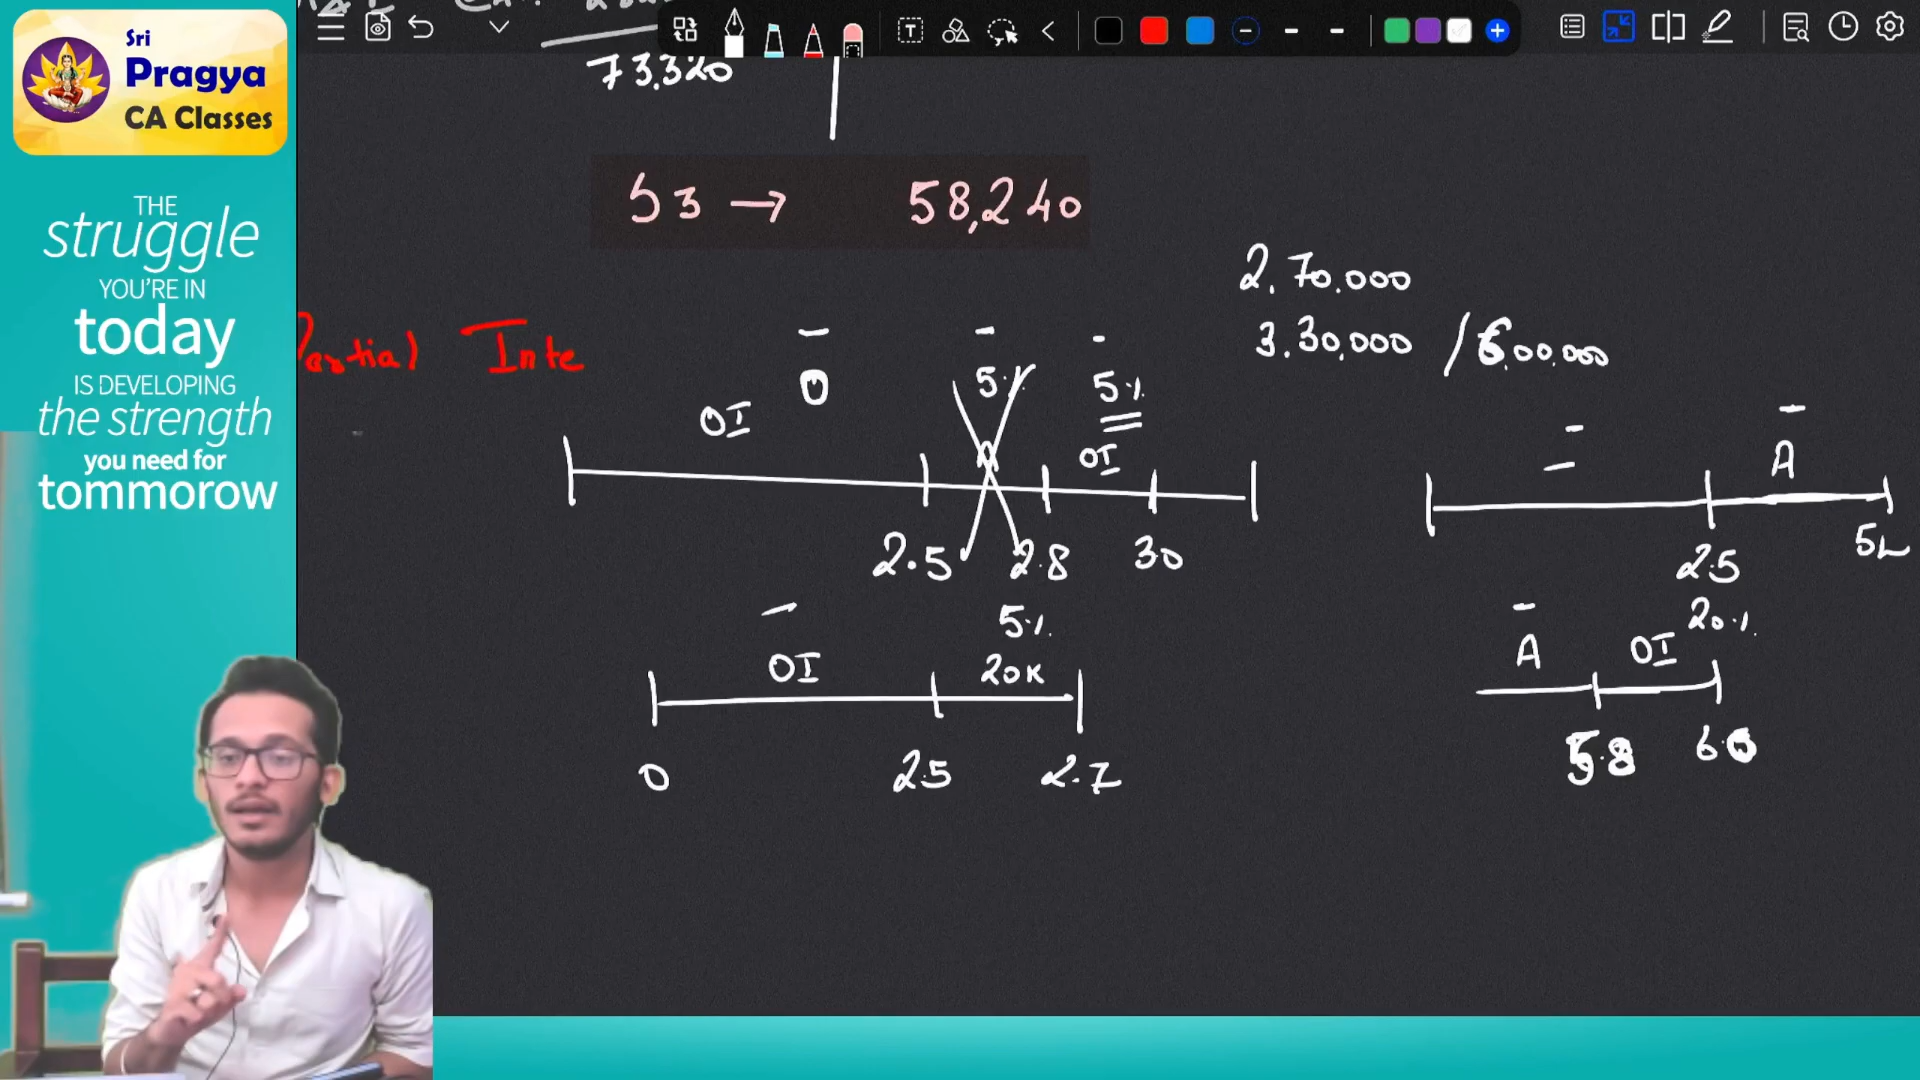 Sri
Pragya
CA Classes
THE
struggle
YOU'RE IN
today
IS DEVELOPING
the strength
you need for
tommorow
73,320
53 → 58,240
2,70,000
3,30,000 / 6,00,000
Partial Inte
OI 0 5% 5%
A OI
2.5 2.8 30
OI 5%
20K
0 2.5 2.7
A
2.5 5L
A OI 20%
5.8 6.0